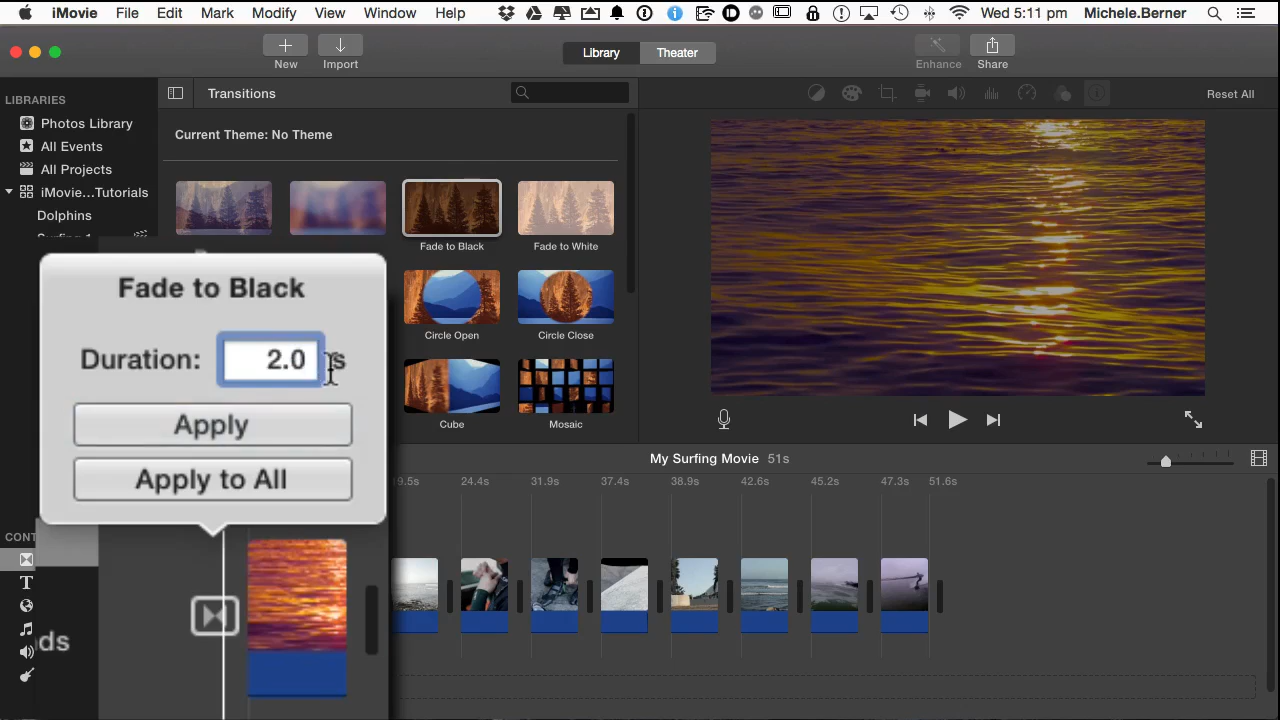 iMovie File Edit Mark Modify View Window Help Wed 5:11 pm Michele.Berner
New Import Library Theater Enhance Share
LIBRARIES
Photos Library
All Events
All Projects
iMovie...Tutorials
Dolphins
Transitions
Current Theme: No Theme
Fade to Black Fade to White
Circle Open Circle Close
Cube Mosaic
Reset All
Fade to Black
Duration: 2.0 s
Apply
Apply to All
My Surfing Movie 51s
19.5s 24.4s 31.9s 37.4s 38.9s 42.6s 45.2s 47.3s 51.6s
CONT
T
ds